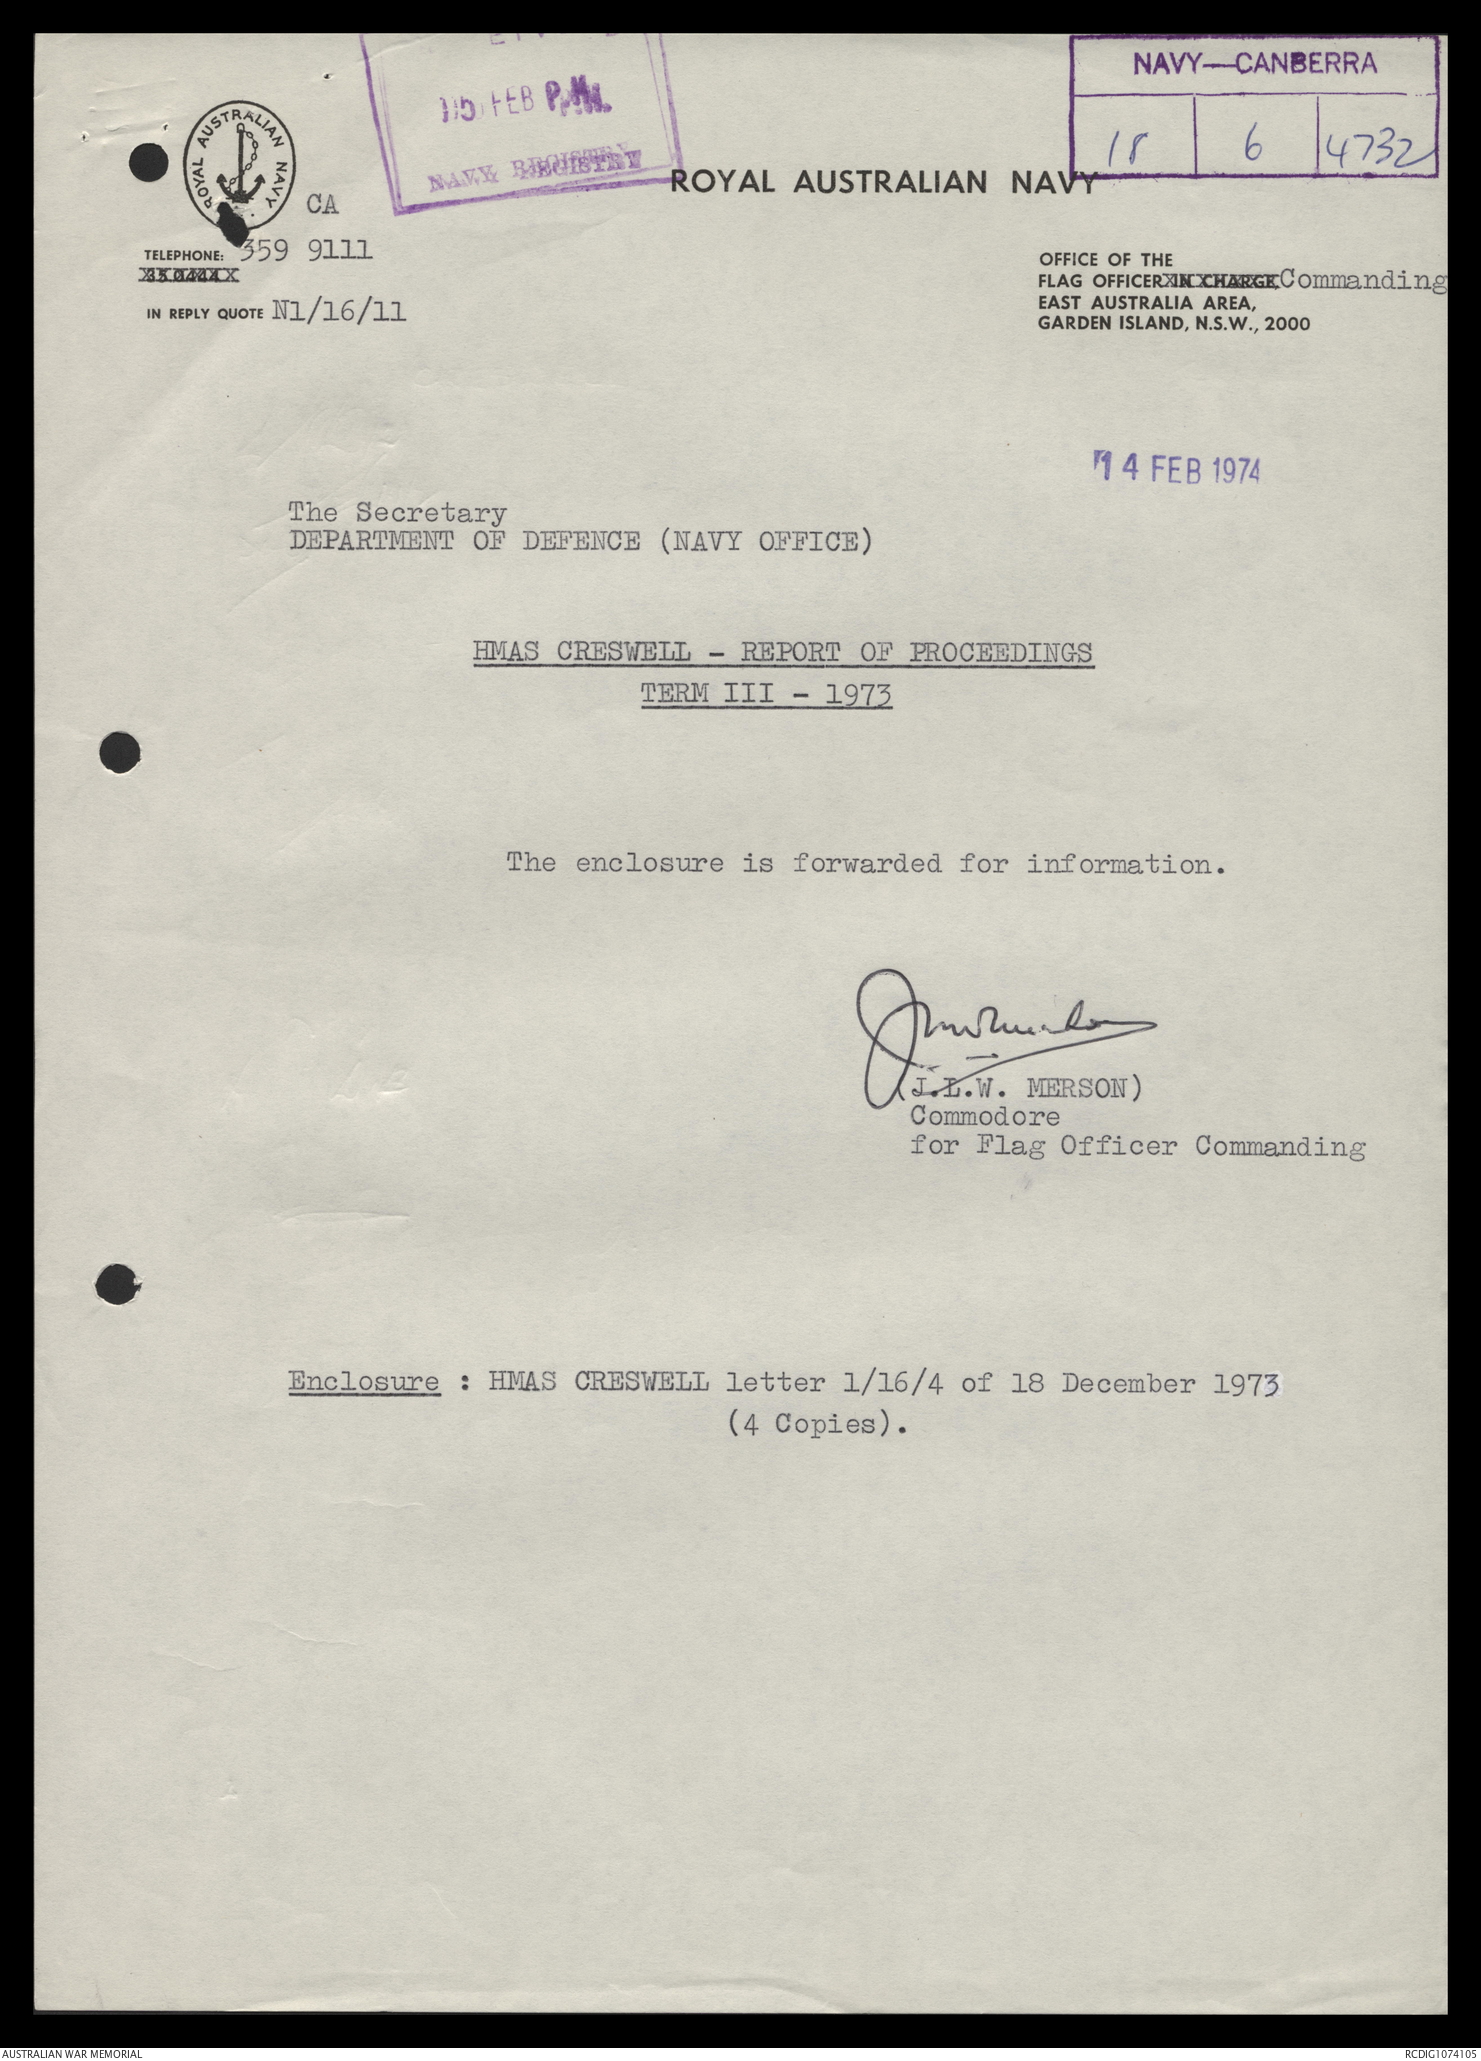 15 FEB P.M.
NAVY REGISTRY
NAVY—CANBERRA
18 6 4732
ROYAL AUSTRALIAN NAVY
ROYAL AUSTRALIAN NAVY
CA
TELEPHONE: 359 9111
35 0444
IN REPLY QUOTE N1/16/11
OFFICE OF THE
FLAG OFFICER IN CHARGE Commanding
EAST AUSTRALIA AREA,
GARDEN ISLAND, N.S.W., 2000
14 FEB 1974
The Secretary
DEPARTMENT OF DEFENCE (NAVY OFFICE)
HMAS CRESWELL - REPORT OF PROCEEDINGS
TERM III - 1973
The enclosure is forwarded for information.
(J.L.W. MERSON)
Commodore
for Flag Officer Commanding
Enclosure : HMAS CRESWELL letter 1/16/4 of 18 December 1973
(4 Copies).
AUSTRALIAN WAR MEMORIAL
RCDIG1074105